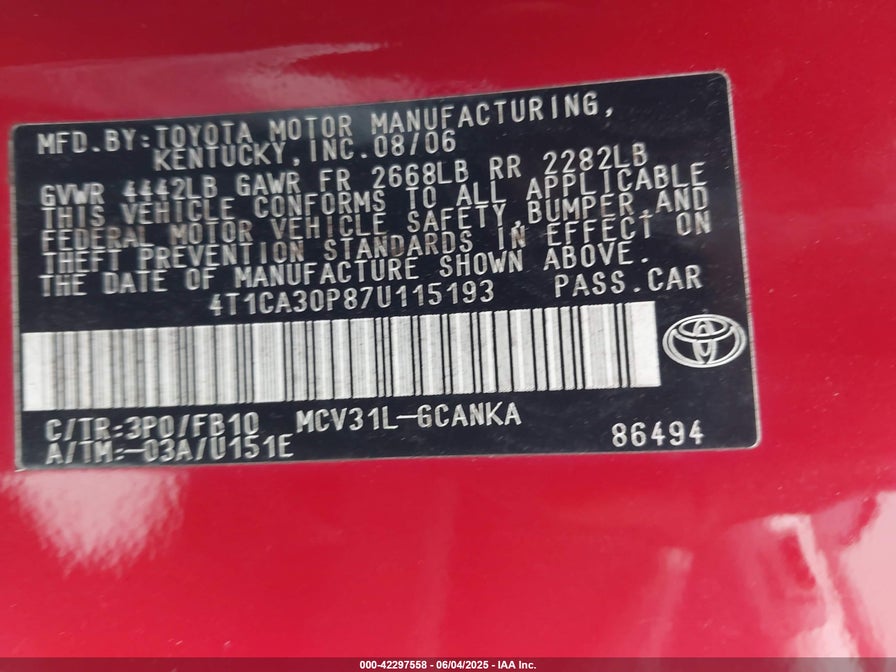 MFD.BY:TOYOTA MOTOR MANUFACTURING,
KENTUCKY,INC.08/06
GVWR 4442LB GAWR FR 2668LB RR 2282LB
THIS VEHICLE CONFORMS TO ALL APPLICABLE
FEDERAL MOTOR VEHICLE SAFETY,BUMPER AND
THEFT PREVENTION STANDARDS IN EFFECT ON
THE DATE OF MANUFACTURE SHOWN ABOVE.
4T1CA30P87U115193 PASS.CAR
C/TR:3P0/FB10 MCV31L-GCANKA
A/TM:-03A/U151E 86494
000-42297558 - 06/04/2025 - IAA Inc.